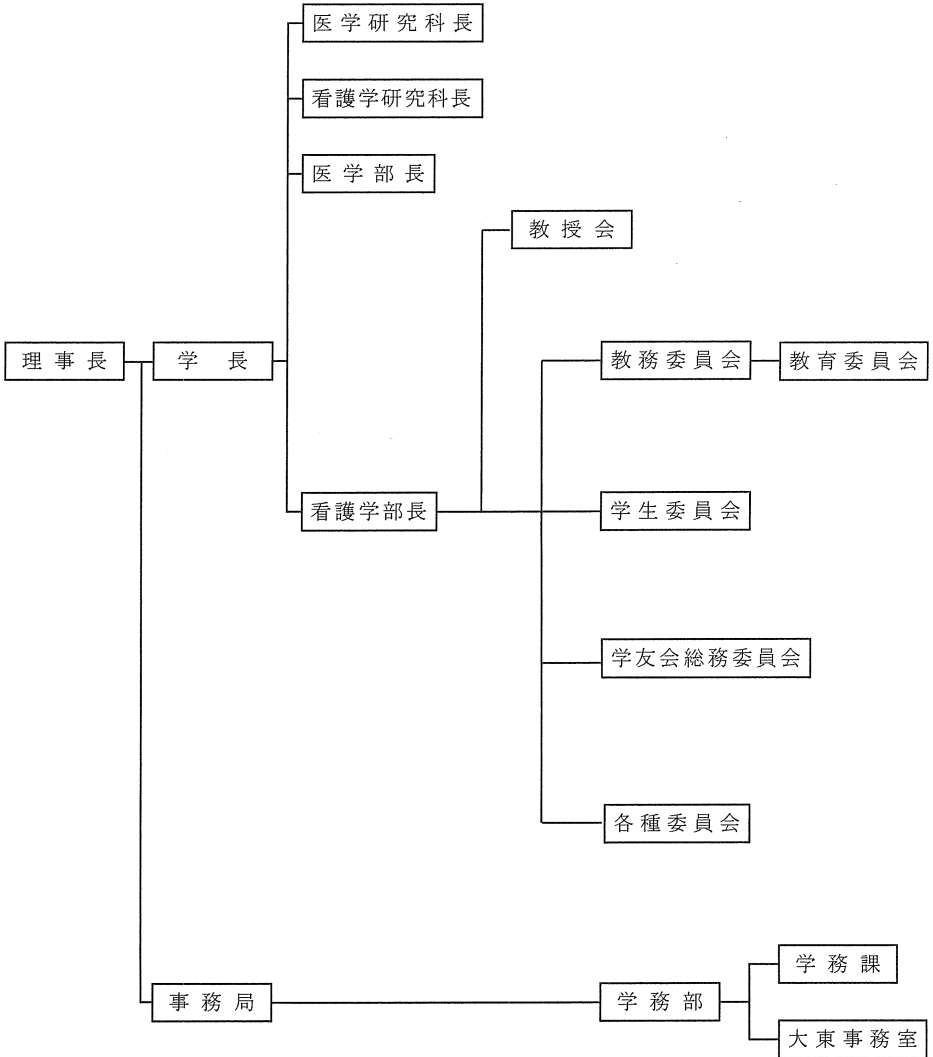 医学研究科長
看護学研究科長
医学部長
教授会
理事長
学長
教務委員会
教育委員会
看護学部長
学生委員会
学友会総務委員会
各種委員会
学務課
事務局
学務部
大東事務室